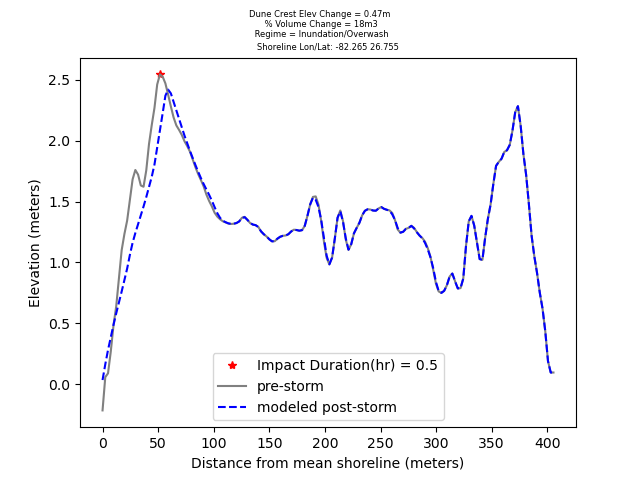 Dune Crest Elev Change = 0.47m
% Volume Change = 18m3
Regime = Inundation/Overwash
Shoreline Lon/Lat: -82.265 26.755
2.5
2.0
1.5
1.0
0.5
0.0
Elevation (meters)
Impact Duration(hr) = 0.5
pre-storm
modeled post-storm
0 50 100 150 200 250 300 350 400
Distance from mean shoreline (meters)